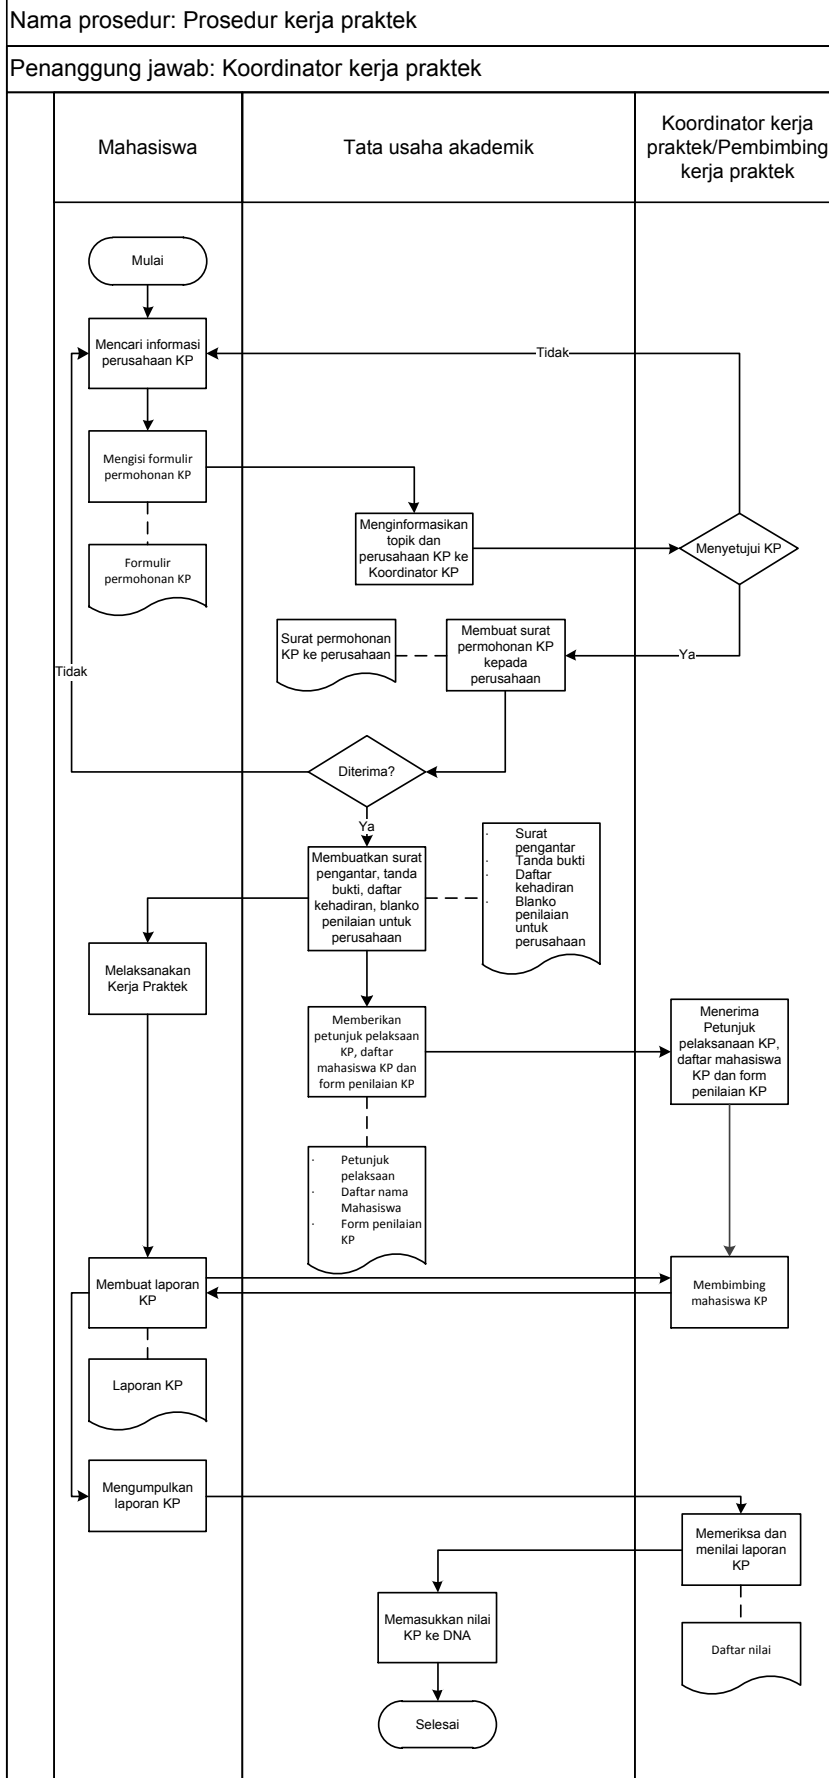 Nama prosedur: Prosedur kerja praktek
Penanggung jawab: Koordinator kerja praktek
Mahasiswa
Tata usaha akademik
Koordinator kerja
praktek/Pembimbing
kerja praktek
Mulai
Mencari informasi
perusahaan KP
Tidak
Mengisi formulir
permohonan KP
Formulir
permohonan KP
Menginformasikan
topik dan
perusahaan KP ke
Koordinator KP
Menyetujui KP
Surat permohonan
KP ke perusahaan
Membuat surat
permohonan KP
kepada
perusahaan
Ya
Tidak
Diterima?
Ya
Membuatkan surat
pengantar, tanda
bukti, daftar
kehadiran, blanko
penilaian untuk
perusahaan
· Surat
pengantar
· Tanda bukti
· Daftar
kehadiran
· Blanko
penilaian
untuk
perusahaan
Melaksanakan
Kerja Praktek
Memberikan
petunjuk pelaksaan
KP, daftar
mahasiswa KP dan
form penilaian KP
Menerima
Petunjuk
pelaksanaan KP,
daftar mahasiswa
KP dan form
penilaian KP
· Petunjuk
pelaksaan
· Daftar nama
Mahasiswa
· Form penilaian
KP
Membuat laporan
KP
Membimbing
mahasiswa KP
Laporan KP
Mengumpulkan
laporan KP
Memeriksa dan
menilai laporan
KP
Memasukkan nilai
KP ke DNA
Daftar nilai
Selesai